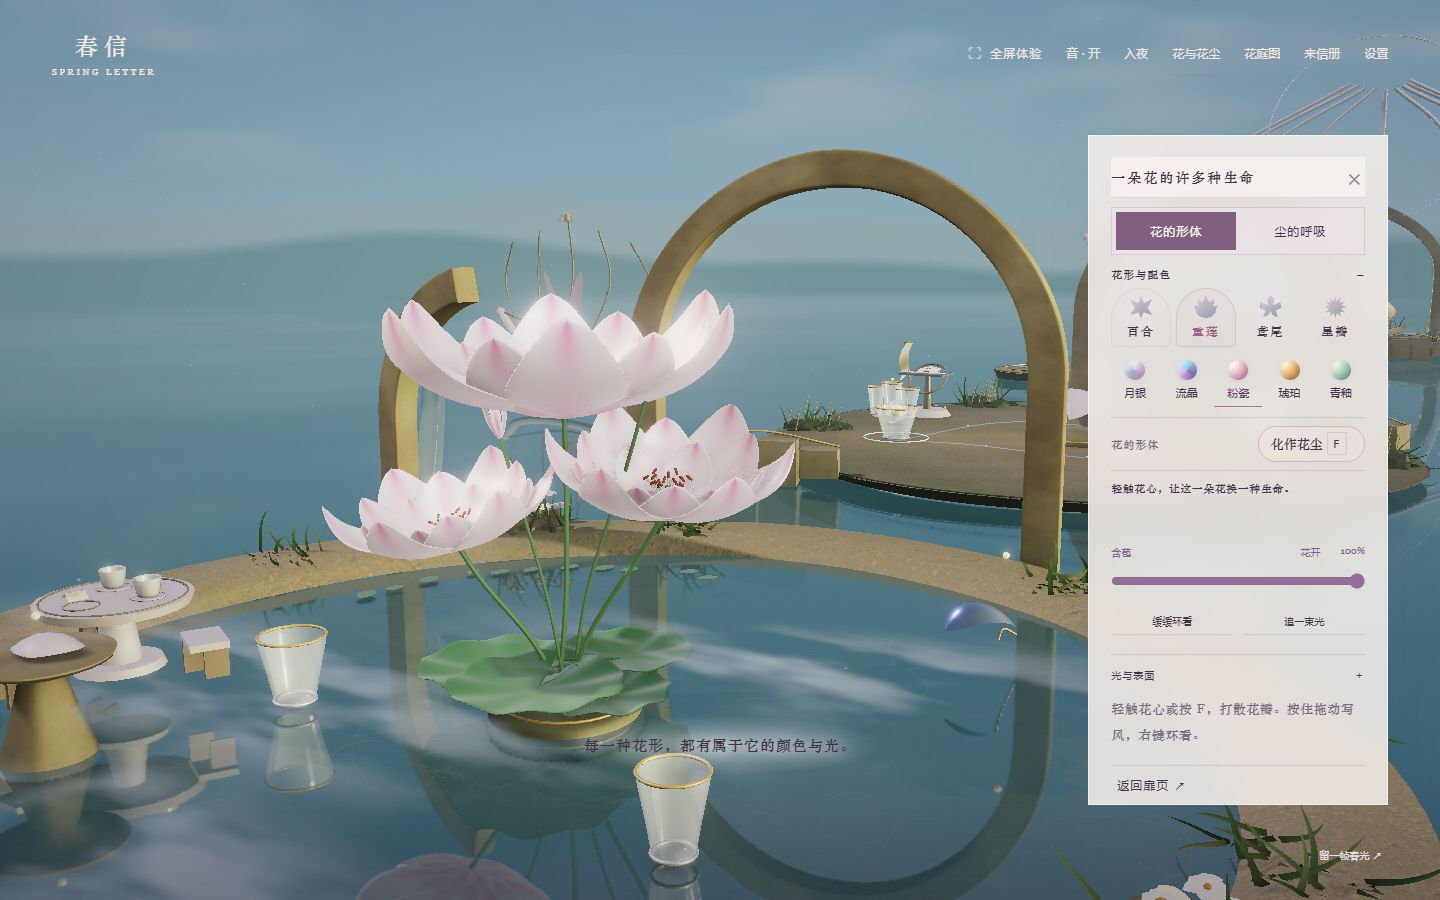 春信
SPRING LETTER
全屏体验 音·开 入夜 花与花尘 花庭图 来信册 设置
一朵花的许多种生命
花的形体 尘的呼吸
花形与配色
百合 重莲 鸢尾 星瓣
月银 流晶 粉瓷 琥珀 青釉
花的形体 化作花尘 F
轻触花心，让这一朵花换一种生命。
含苞 花开 100%
缓缓环看 追一束光
光与表面 +
轻触花心或按 F，打散花瓣。按住拖动写
风，右键环看。
返回扉页 ↗
每一种花形，都有属于它的颜色与光。
留一帧春光 ↗